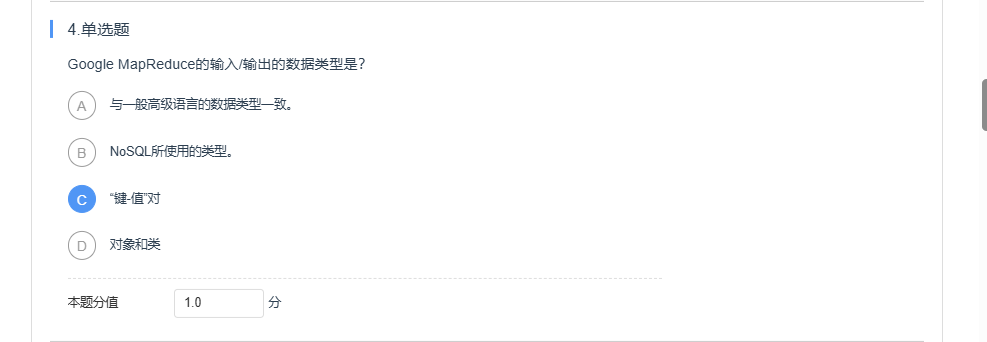 4.单选题
Google MapReduce的输入/输出的数据类型是?
A 与一般高级语言的数据类型一致。
B NoSQL所使用的类型。
C “键-值”对
D 对象和类
本题分值 1.0 分